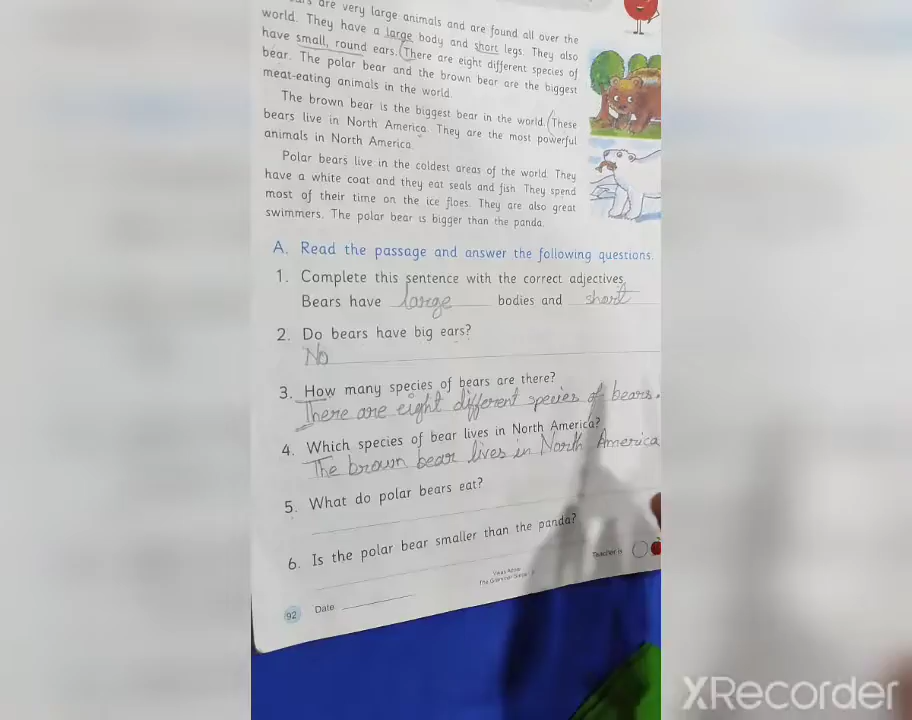 are very large animals and are found all over the
world. They have a large body and short legs. They also
have small, round ears. There are eight different species of
bear. The polar bear and the brown bear are the biggest
meat-eating animals in the world.
The brown bear is the biggest bear in the world. These
bears live in North America. They are the most powerful
animals in North America.
Polar bears live in the coldest areas of the world. They
have a white coat and they eat seals and fish. They spend
most of their time on the ice floes. They are also great
swimmers. The polar bear is bigger than the panda.
A. Read the passage and answer the following questions.
1. Complete this sentence with the correct adjectives.
Bears have large bodies and short
2. Do bears have big ears?
No
3. How many species of bears are there?
There are eight different species of bears.
4. Which species of bear lives in North America?
The brown bear lives in North America
5. What do polar bears eat?
6. Is the polar bear smaller than the panda?
Teacher's
92 Date
XRecorder